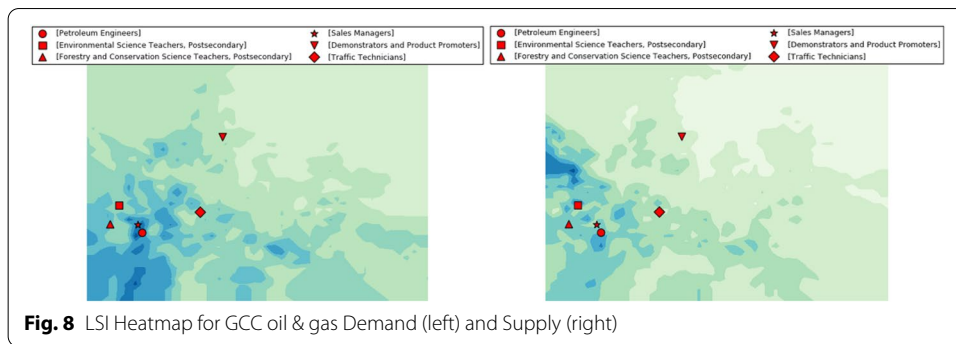 [Petroleum Engineers] [Sales Managers]
[Environmental Science Teachers, Postsecondary] [Demonstrators and Product Promoters]
[Forestry and Conservation Science Teachers, Postsecondary] [Traffic Technicians]
[Petroleum Engineers] [Sales Managers]
[Environmental Science Teachers, Postsecondary] [Demonstrators and Product Promoters]
[Forestry and Conservation Science Teachers, Postsecondary] [Traffic Technicians]
Fig. 8 LSI Heatmap for GCC oil & gas Demand (left) and Supply (right)